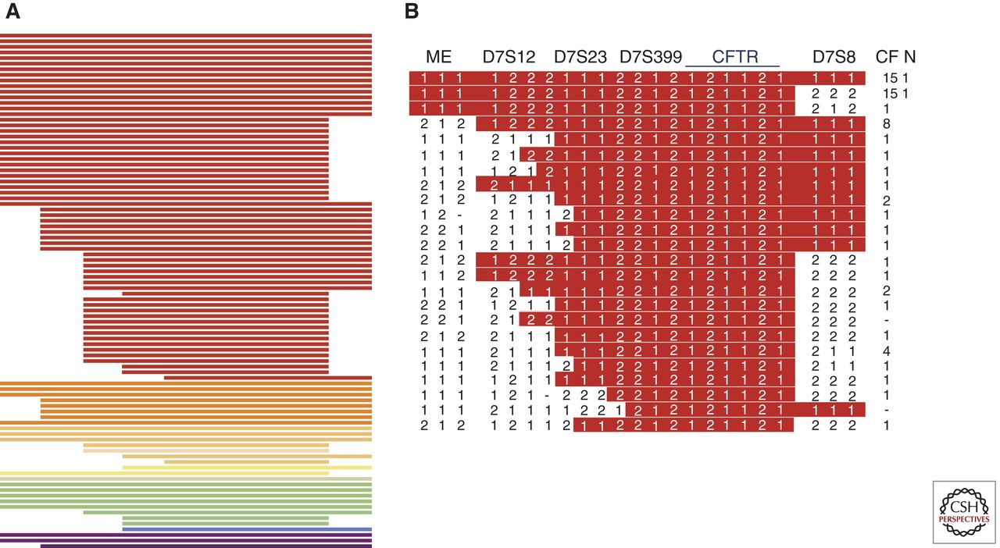 A
B
ME D7S12 D7S23 D7S399 CFTR D7S8 CF N
1 1 1 1 2 2 2 1 1 1 2 2 1 2 1 2 1 1 2 1 1 1 1 15 1
1 1 1 1 2 2 2 1 1 1 2 2 1 2 1 2 1 1 2 1 2 2 2 15 1
1 1 1 1 2 2 2 1 1 1 2 2 1 2 1 2 1 1 2 1 2 1 2 1
2 1 2 1 2 2 2 1 1 1 2 2 1 2 1 2 1 1 2 1 1 1 1 8
1 1 1 2 1 1 1 1 1 1 2 2 1 2 1 2 1 1 2 1 1 1 1 1
1 1 1 2 1 2 2 1 1 1 2 2 1 2 1 2 1 1 2 1 1 1 1 1
1 1 1 1 2 1 2 1 1 1 2 2 1 2 1 2 1 1 2 1 1 1 1 1
2 1 2 2 1 1 1 1 1 1 2 2 1 2 1 2 1 1 2 1 1 1 1 1
2 1 2 1 2 1 1 1 1 1 2 2 1 2 1 2 1 1 2 1 1 1 1 2
1 2 - 2 1 1 1 2 1 1 2 2 1 2 1 2 1 1 2 1 1 1 1 1
2 2 1 2 1 1 1 1 1 1 2 2 1 2 1 2 1 1 2 1 1 1 1 1
2 2 1 2 1 1 1 2 1 1 2 2 1 2 1 2 1 1 2 1 1 1 1 1
2 1 2 1 2 2 2 1 1 1 2 2 1 2 1 2 1 1 2 1 2 2 2 1
1 1 2 1 2 2 2 1 1 1 2 2 1 2 1 2 1 1 2 1 2 2 2 1
1 1 1 2 1 1 1 1 1 1 2 2 1 2 1 2 1 1 2 1 2 2 2 2
2 2 1 1 2 1 1 1 1 1 2 2 1 2 1 2 1 1 2 1 2 2 2 1
2 2 1 2 1 2 2 1 1 1 2 2 1 2 1 2 1 1 2 1 2 2 2 -
2 1 2 2 1 1 1 1 1 1 2 2 1 2 1 2 1 1 2 1 2 2 2 1
1 1 1 2 1 1 1 1 1 1 2 2 1 2 1 2 1 1 2 1 2 1 1 4
1 1 1 2 1 1 1 2 1 1 2 2 1 2 1 2 1 1 2 1 2 1 1 1
1 1 1 1 2 1 1 1 1 1 2 2 1 2 1 2 1 1 2 1 2 2 2 1
1 1 1 1 2 1 - 2 2 2 2 2 1 2 1 2 1 1 2 1 2 2 2 1
1 1 1 2 1 1 1 1 2 2 1 2 1 2 1 2 1 1 2 1 1 1 1 -
2 1 2 1 2 1 1 2 1 1 2 2 1 2 1 2 1 1 2 1 2 2 2 1
CSH
PERSPECTIVES